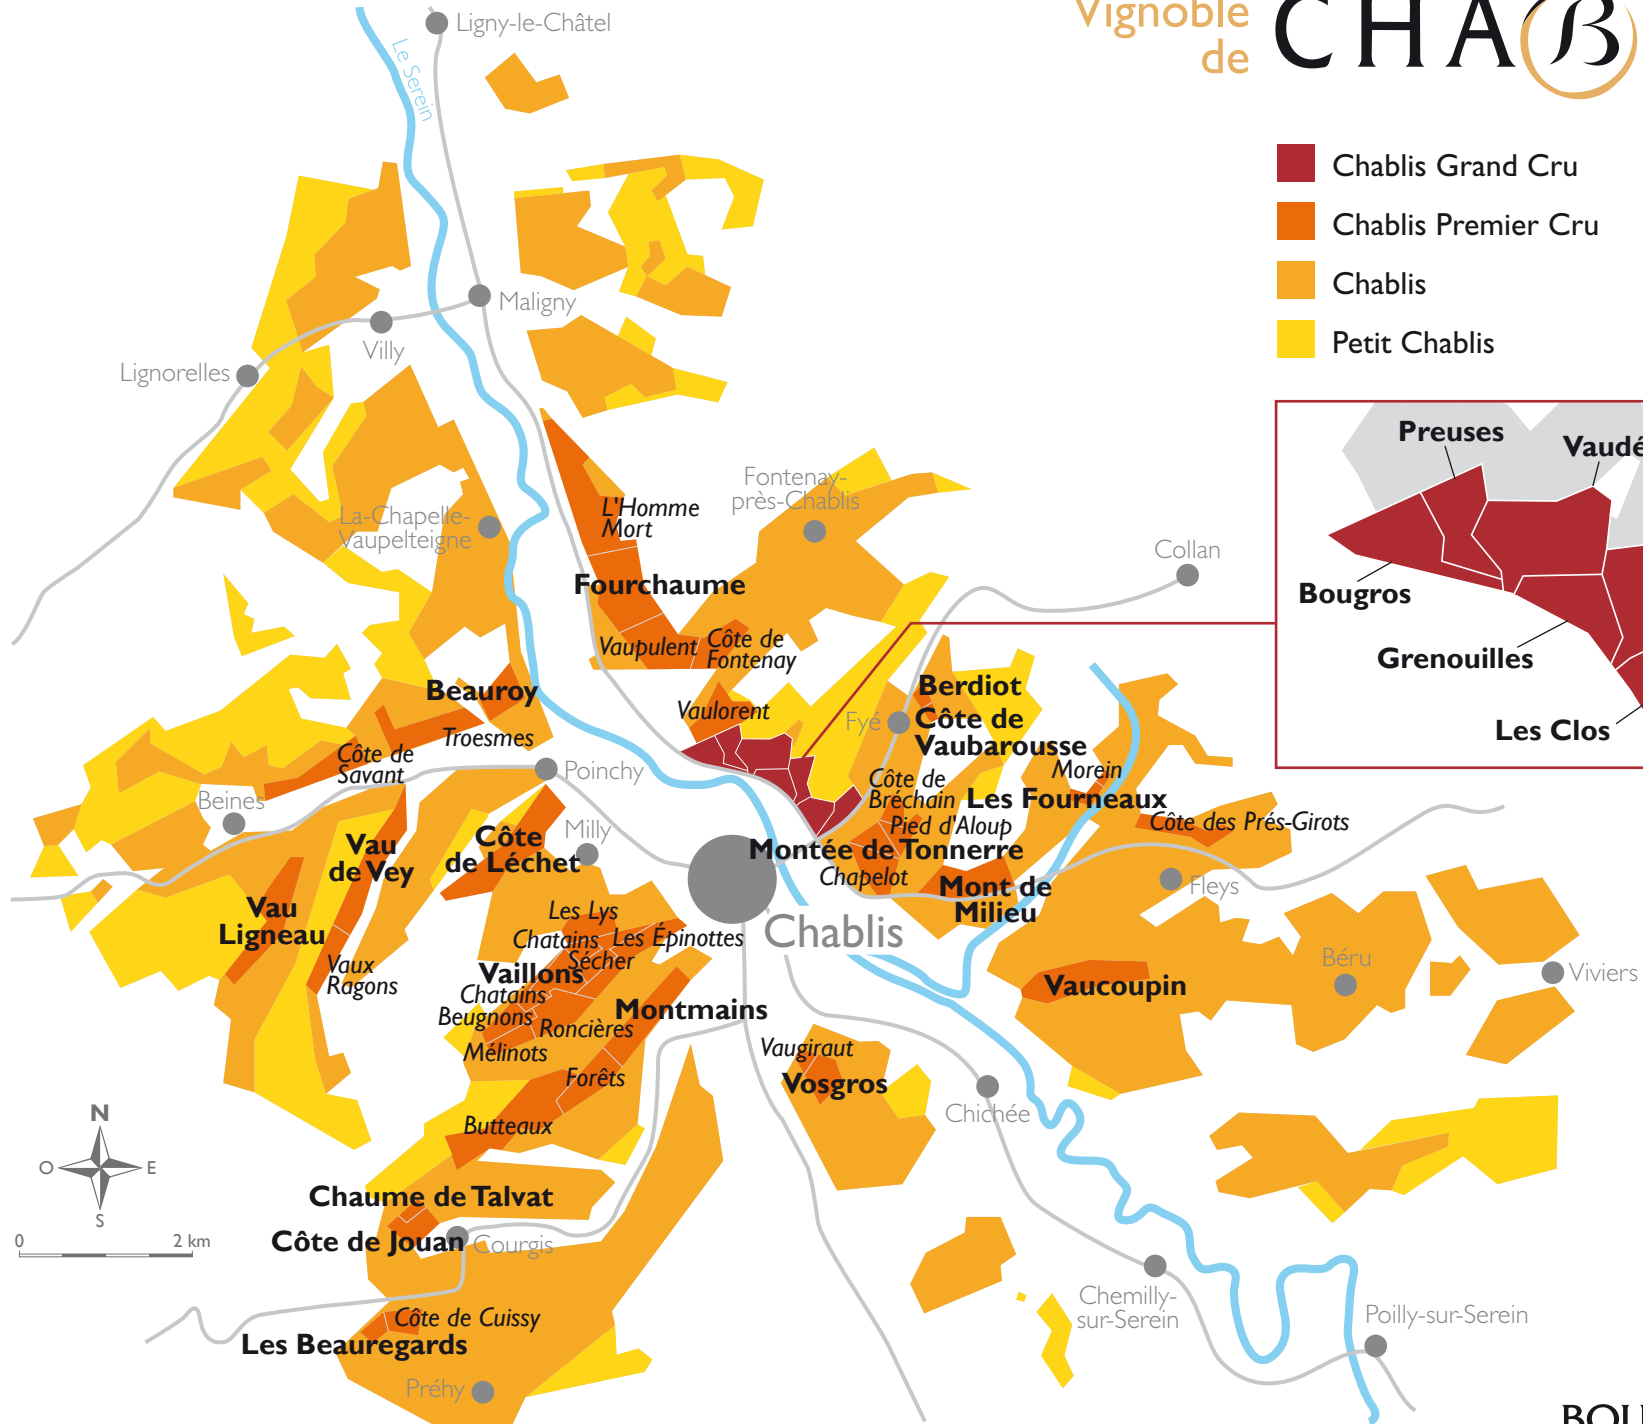 Vignoble
de
CHAB
Ligny-le-Châtel
Le Serein
Chablis Grand Cru
Chablis Premier Cru
Chablis
Petit Chablis
Maligny
Villy
Lignorelles
Preuses
Vaudé
Bougros
Grenouilles
Les Clos
Fontenay-
près-Chablis
L'Homme
Mort
La-Chapelle-
Vaupelteigne
Collan
Fourchaume
Vaupulent
Côte de
Fontenay
Beauroy
Vaulorent
Troesmes
Côte de
Savant
Berdiot
Fyé
Côte de
Vaubarousse
Morein
Poinchy
Côte de
Bréchain
Les Fourneaux
Beines
Pied d'Aloup
Côte des Prés-Girots
Milly
Côte
de Léchet
Vau
de Vey
Montée de Tonnerre
Chapelot
Mont de
Milieu
Fleys
Vau
Ligneau
Les Lys
Chatains
Les Épinottes
Sécher
Chablis
Vaillons
Vaux
Ragons
Chatains
Beugnons
Roncières
Mélinots
Montmains
Béru
Viviers
Vaucoupin
Forêts
Vaugiraut
Vosgros
Chichée
Butteaux
N
O
E
S
0
2 km
Chaume de Talvat
Côte de Jouan
Courgis
Côte de Cuissy
Les Beauregards
Préhy
Chemilly-
sur-Serein
Poilly-sur-Serein
BOU